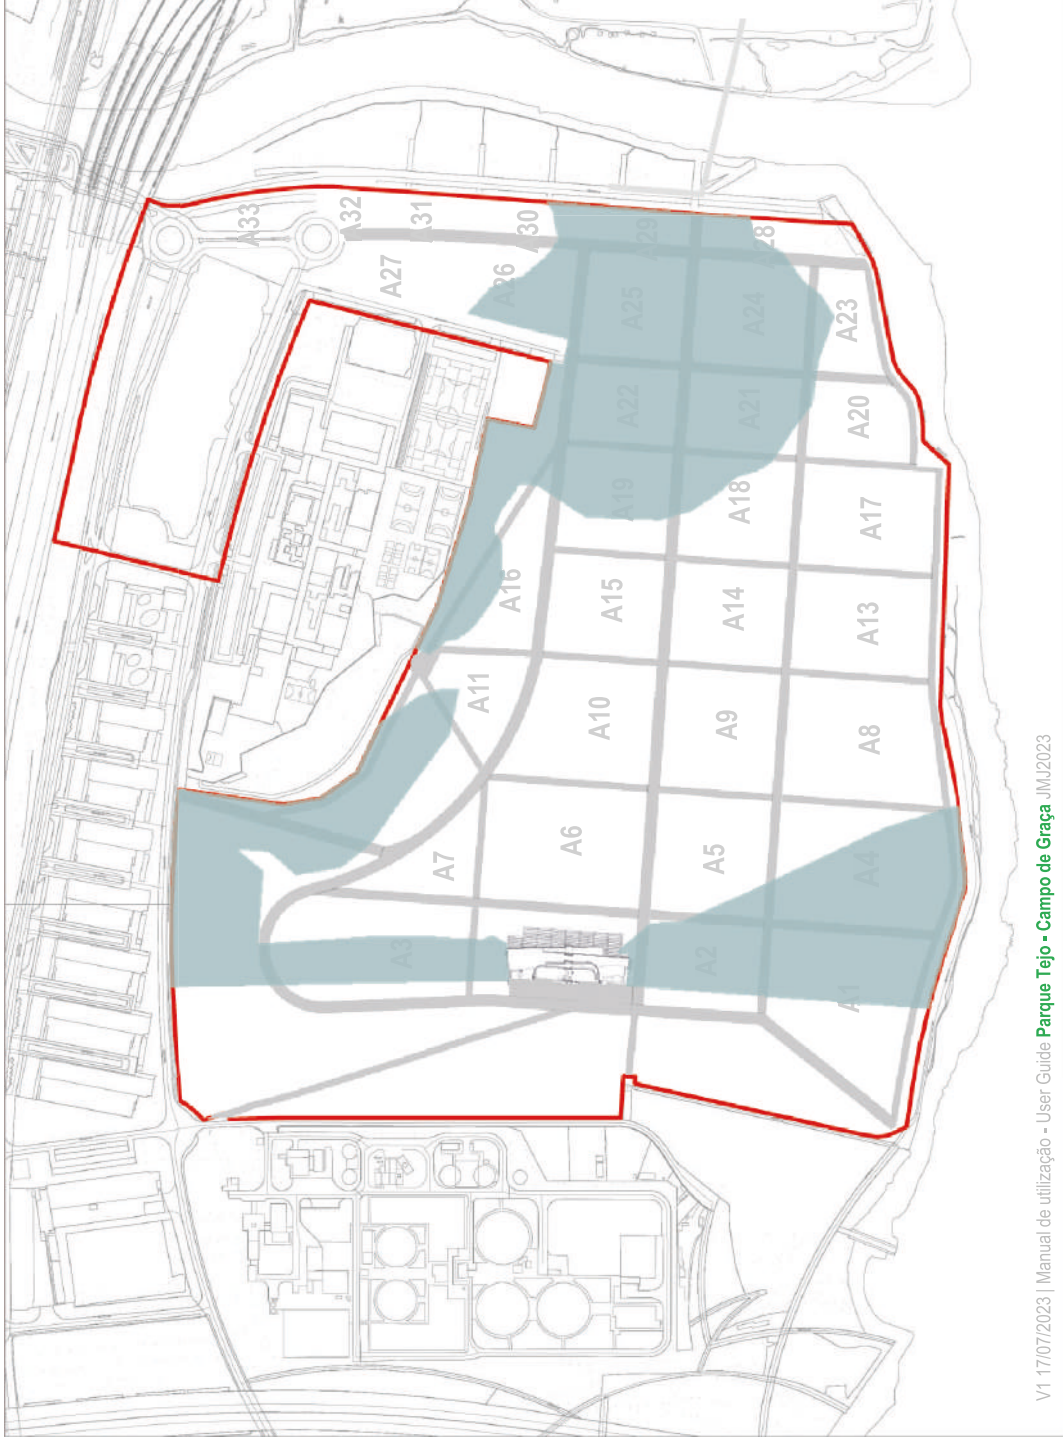 A33
A32
A31
A30
A29
A28
A27
A26
A25
A24
A23
A22
A21
A20
A19
A18
A17
A16
A15
A14
A13
A11
A10
A9
A8
A7
A6
A5
A4
A3
A2
A1
V1 17/07/2023 | Manual de utilização - User Guide Parque Tejo - Campo de Graça JMJ2023